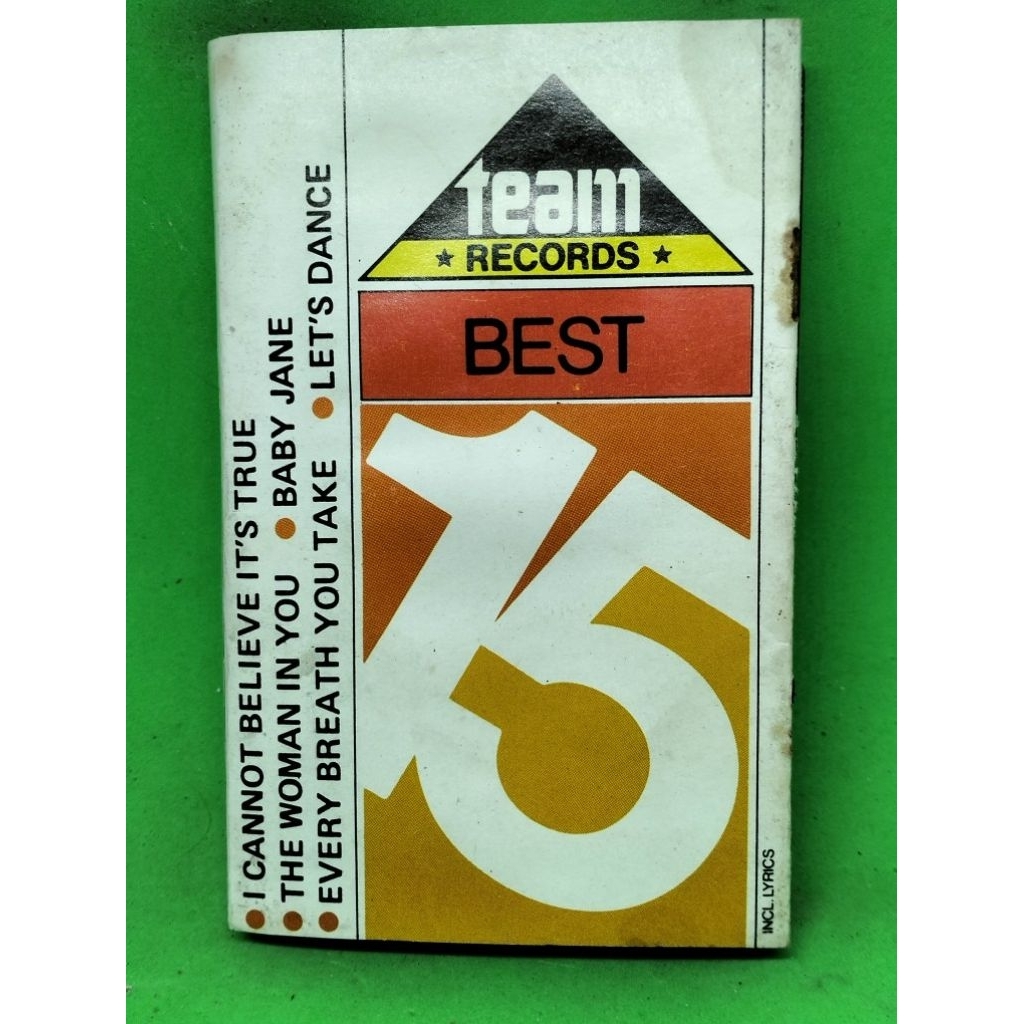 team
★ RECORDS ★
BEST
15
● I CANNOT BELIEVE IT'S TRUE
● THE WOMAN IN YOU ● BABY JANE
● EVERY BREATH YOU TAKE ● LET'S DANCE
INCL. LYRICS